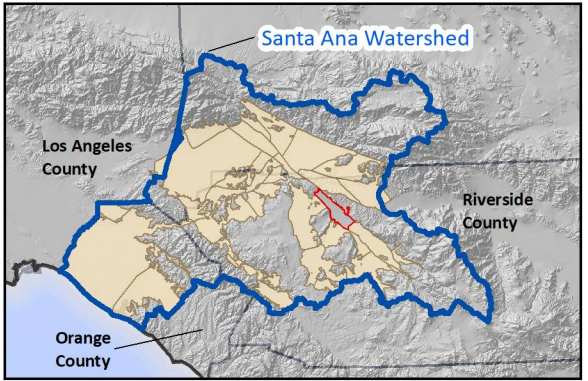 Santa Ana Watershed
Los Angeles
County
Riverside
County
Orange
County